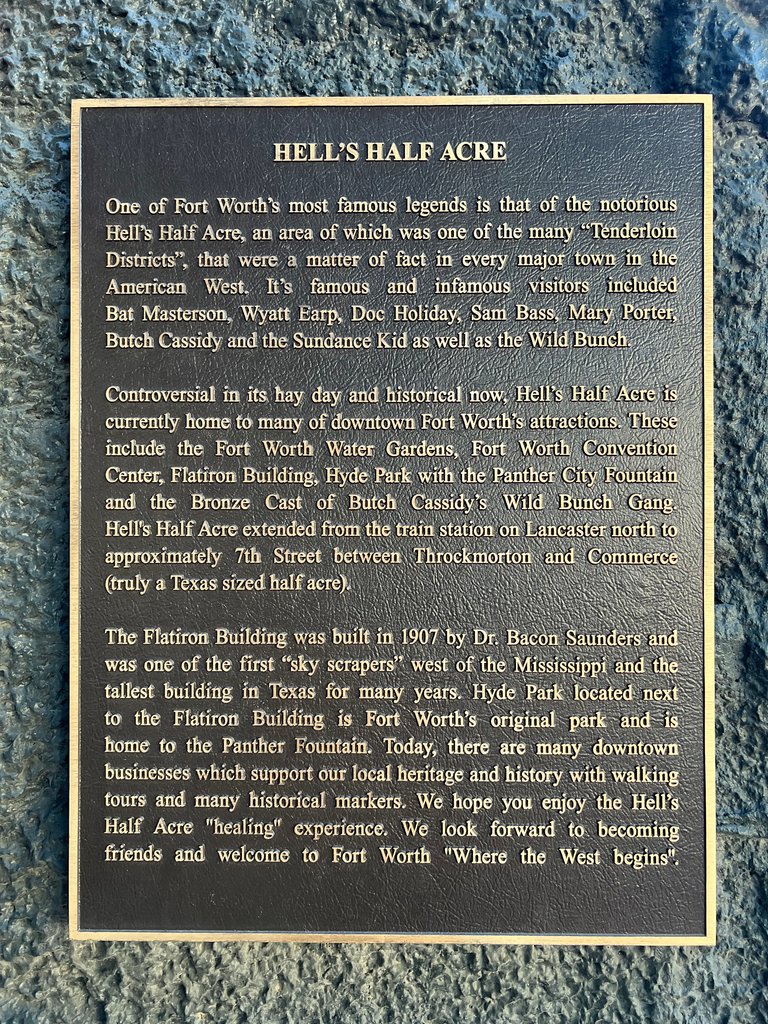 HELL'S HALF ACRE
One of Fort Worth's most famous legends is that of the notorious
Hell's Half Acre, an area of which was one of the many “Tenderloin
Districts”, that were a matter of fact in every major town in the
American West. It's famous and infamous visitors included
Bat Masterson, Wyatt Earp, Doc Holiday, Sam Bass, Mary Porter,
Butch Cassidy and the Sundance Kid as well as the Wild Bunch.
Controversial in its hay day and historical now, Hell's Half Acre is
currently home to many of downtown Fort Worth's attractions. These
include the Fort Worth Water Gardens, Fort Worth Convention
Center, Flatiron Building, Hyde Park with the Panther City Fountain
and the Bronze Cast of Butch Cassidy's Wild Bunch Gang.
Hell's Half Acre extended from the train station on Lancaster north to
approximately 7th Street between Throckmorton and Commerce
(truly a Texas sized half acre).
The Flatiron Building was built in 1907 by Dr. Bacon Saunders and
was one of the first “sky scrapers” west of the Mississippi and the
tallest building in Texas for many years. Hyde Park located next
to the Flatiron Building is Fort Worth's original park and is
home to the Panther Fountain. Today, there are many downtown
businesses which support our local heritage and history with walking
tours and many historical markers. We hope you enjoy the Hell's
Half Acre "healing" experience. We look forward to becoming
friends and welcome to Fort Worth "Where the West begins".